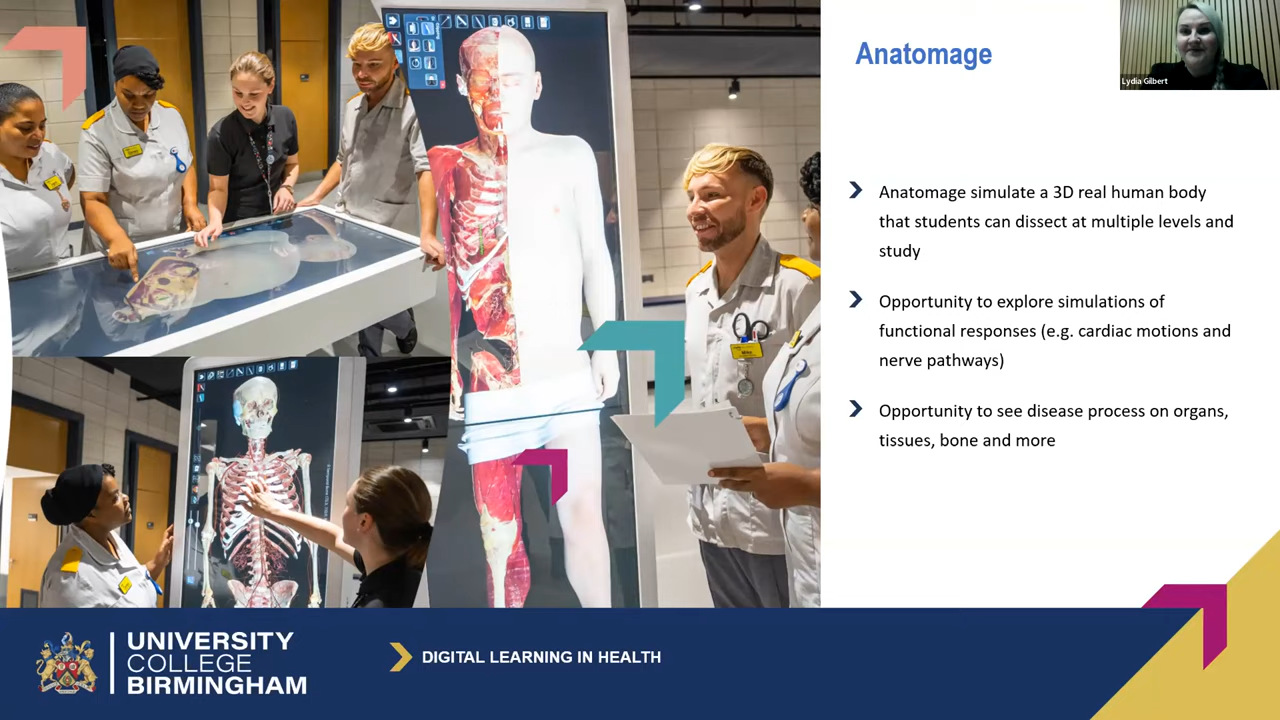 Anatomage
Lydia Gilbert
Anatomage simulate a 3D real human body
that students can dissect at multiple levels and
study
Opportunity to explore simulations of
functional responses (e.g. cardiac motions and
nerve pathways)
Opportunity to see disease process on organs,
tissues, bone and more
UNIVERSITY
COLLEGE
BIRMINGHAM
DIGITAL LEARNING IN HEALTH